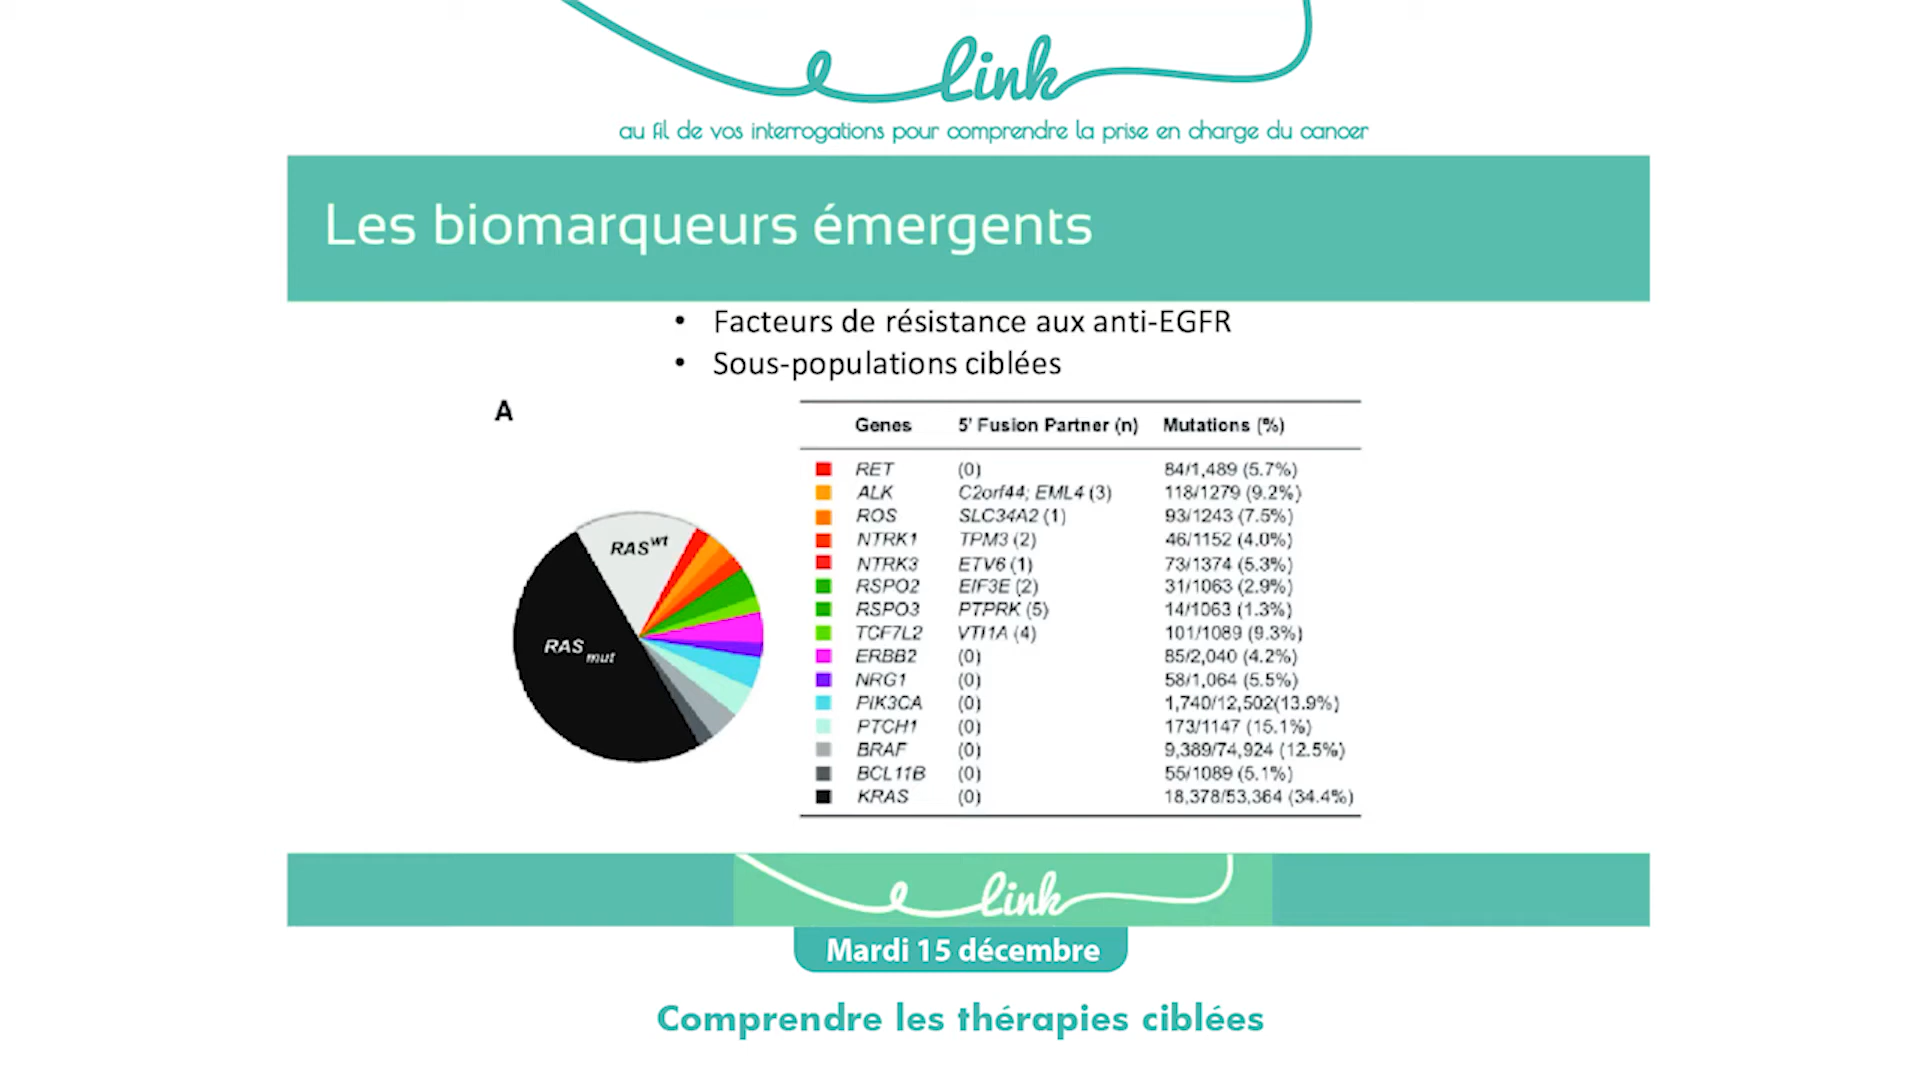 e link
au fil de vos interrogations pour comprendre la prise en charge du cancer
Les biomarqueurs émergents
• Facteurs de résistance aux anti-EGFR
• Sous-populations ciblées
A
RASwt
RAS mut
Genes 5' Fusion Partner (n) Mutations (%)
RET (0) 84/1,489 (5.7%)
ALK C2orf44; EML4 (3) 118/1279 (9.2%)
ROS SLC34A2 (1) 93/1243 (7.5%)
NTRK1 TPM3 (2) 46/1152 (4.0%)
NTRK3 ETV6 (1) 73/1374 (5.3%)
RSPO2 EIF3E (2) 31/1063 (2.9%)
RSPO3 PTPRK (5) 14/1063 (1.3%)
TCF7L2 VTI1A (4) 101/1089 (9.3%)
ERBB2 (0) 85/2,040 (4.2%)
NRG1 (0) 58/1,064 (5.5%)
PIK3CA (0) 1,740/12,502(13.9%)
PTCH1 (0) 173/1147 (15.1%)
BRAF (0) 9,389/74,924 (12.5%)
BCL11B (0) 55/1089 (5.1%)
KRAS (0) 18,378/53,364 (34.4%)
e link
Mardi 15 décembre
Comprendre les thérapies ciblées